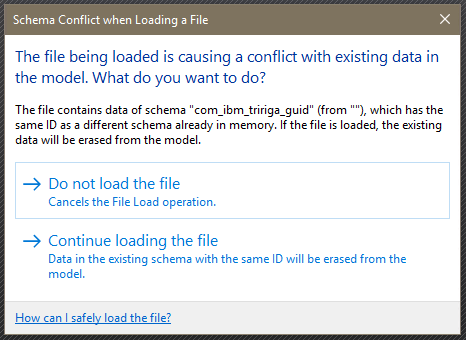 Schema Conflict when Loading a File
The file being loaded is causing a conflict with existing data in
the model. What do you want to do?
The file contains data of schema "com_ibm_tririga_guid" (from ""), which has the
same ID as a different schema already in memory. If the file is loaded, the existing
data will be erased from the model.
Do not load the file
Cancels the File Load operation.
Continue loading the file
Data in the existing schema with the same ID will be erased from the
model.
How can I safely load the file?